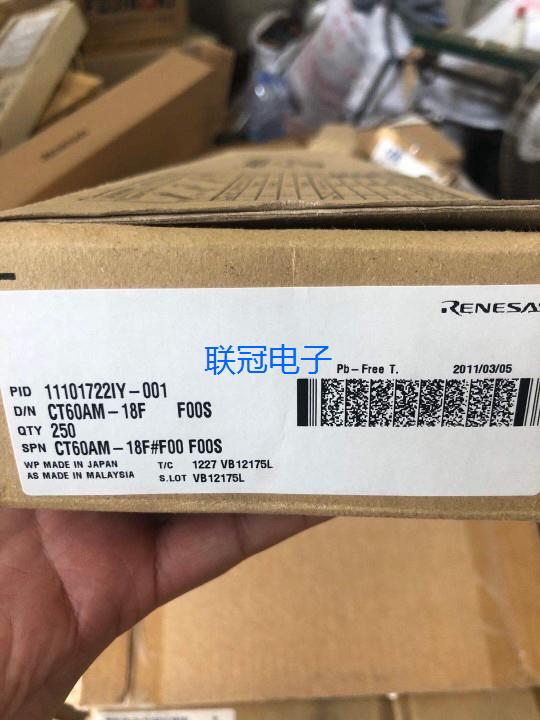 RENESAS
联冠电子
Pb-Free T. 2011/03/05
PID 11101722IY-001
D/N CT60AM-18F F00S
QTY 250
SPN CT60AM-18F#F00 F00S
WP MADE IN JAPAN T/C 1227 VB12175L
AS MADE IN MALAYSIA S.LOT VB12175L